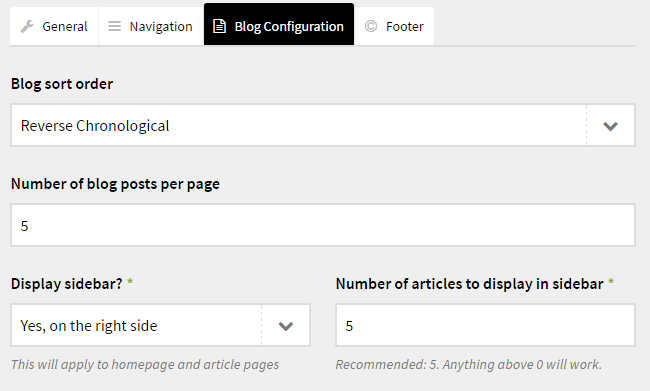 General Navigation Blog Configuration Footer
Blog sort order
Reverse Chronological
Number of blog posts per page
5
Display sidebar? * Number of articles to display in sidebar *
Yes, on the right side 5
This will apply to homepage and article pages Recommended: 5. Anything above 0 will work.